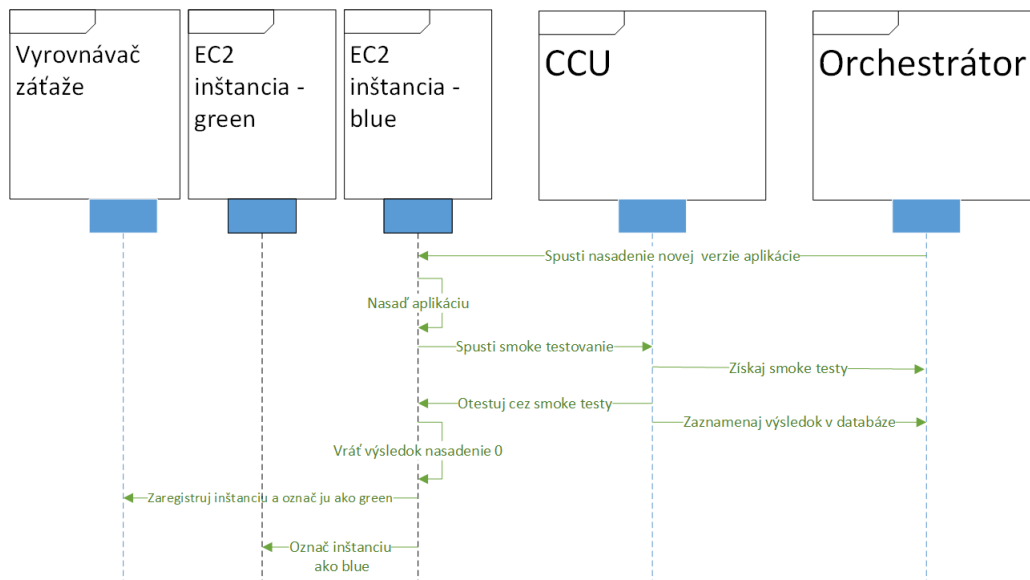 Vyrovnávač
záťaže
EC2
inštancia -
green
EC2
inštancia -
blue
CCU
Orchestrátor
Spusti nasadenie novej  verzie aplikácie
Nasaď aplikáciu
Spusti smoke testovanie
Získaj smoke testy
Otestuj cez smoke testy
Zaznamenaj výsledok v databáze
Vráť výsledok nasadenie 0
Zaregistruj inštanciu a označ ju ako green
Označ inštanciu
ako blue